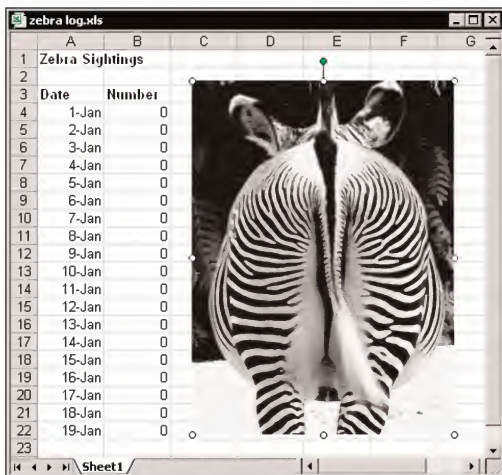 zebra log.xls
A B C D E F G
1 Zebra Sightings
2
3 Date Number
4 1-Jan 0
5 2-Jan 0
6 3-Jan 0
7 4-Jan 0
8 5-Jan 0
9 6-Jan 0
10 7-Jan 0
11 8-Jan 0
12 9-Jan 0
13 10-Jan 0
14 11-Jan 0
15 12-Jan 0
16 13-Jan 0
17 14-Jan 0
18 15-Jan 0
19 16-Jan 0
20 17-Jan 0
21 18-Jan 0
22 19-Jan 0
23
Sheet1